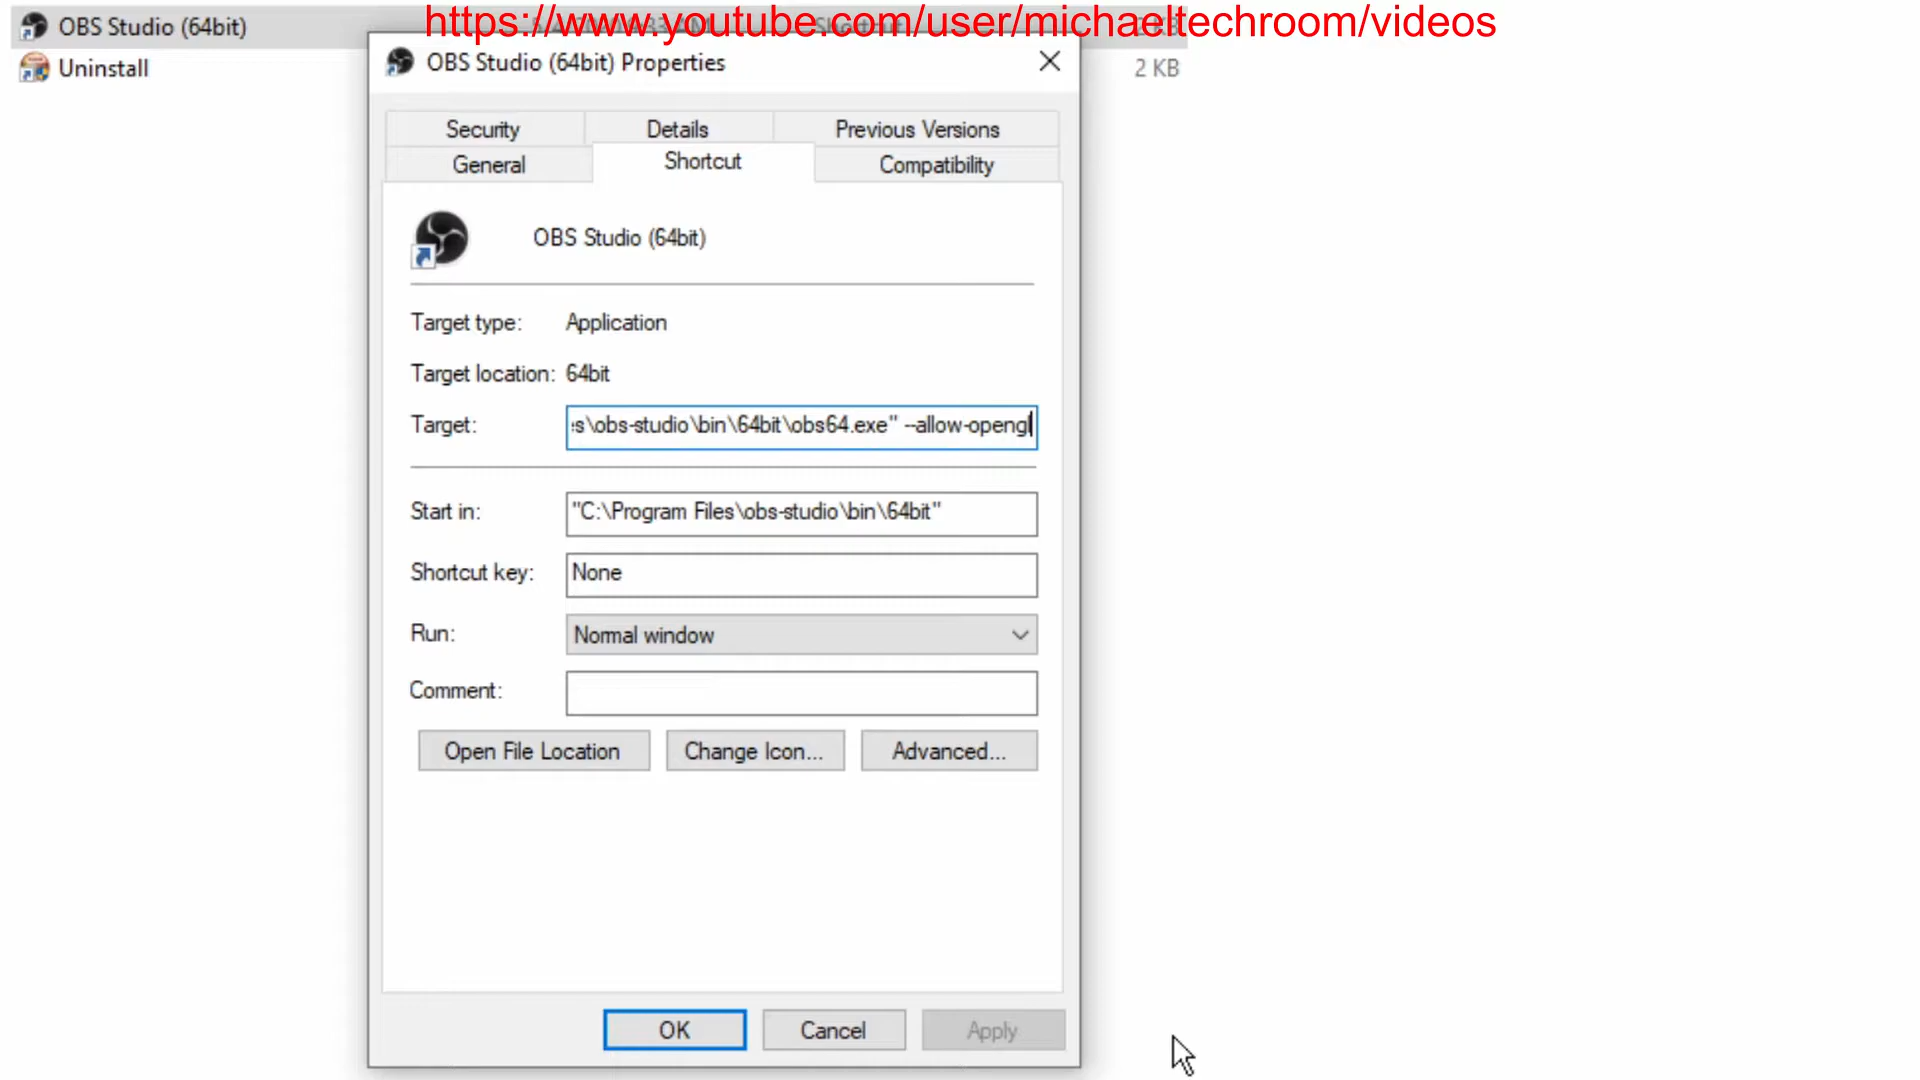 https://www.youtube.com/user/michaeltechroom/videos
OBS Studio (64bit)
Uninstall
2 KB
OBS Studio (64bit) Properties
Security
Details
Previous Versions
General
Shortcut
Compatibility
OBS Studio (64bit)
Target type: Application
Target location: 64bit
Target: s\obs-studio\bin\64bit\obs64.exe" --allow-opengl
Start in: "C:\Program Files\obs-studio\bin\64bit"
Shortcut key: None
Run: Normal window
Comment:
Open File Location
Change Icon...
Advanced...
OK
Cancel
Apply